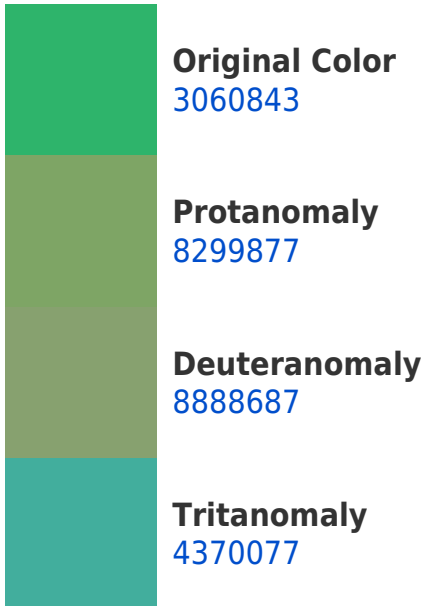 Original Color
3060843
Protanomaly
8299877
Deuteranomaly
8888687
Tritanomaly
4370077